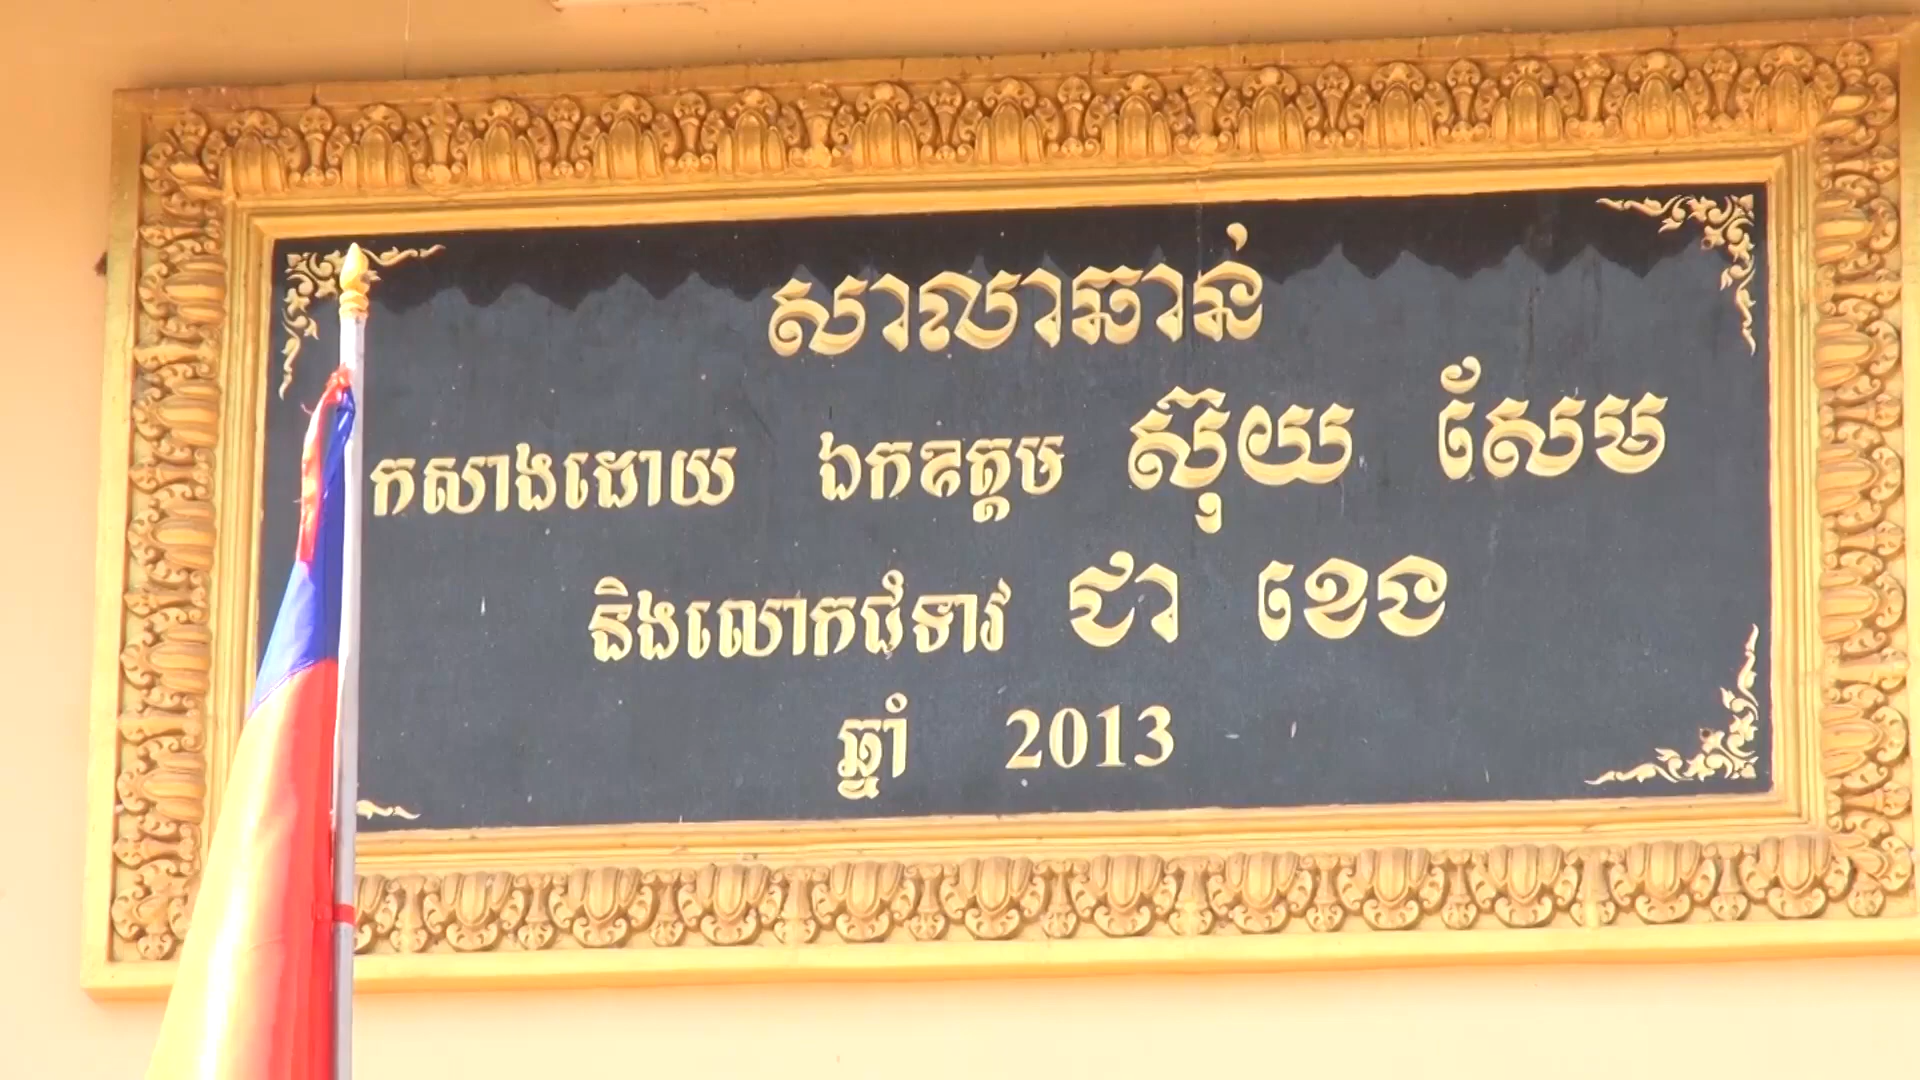 សាលាឆាន់
កសាងដោយ ឯកឧត្តម ស៊ុយ សែម
និងលោកជំទាវ ជា ខេង
ឆ្នាំ 2013